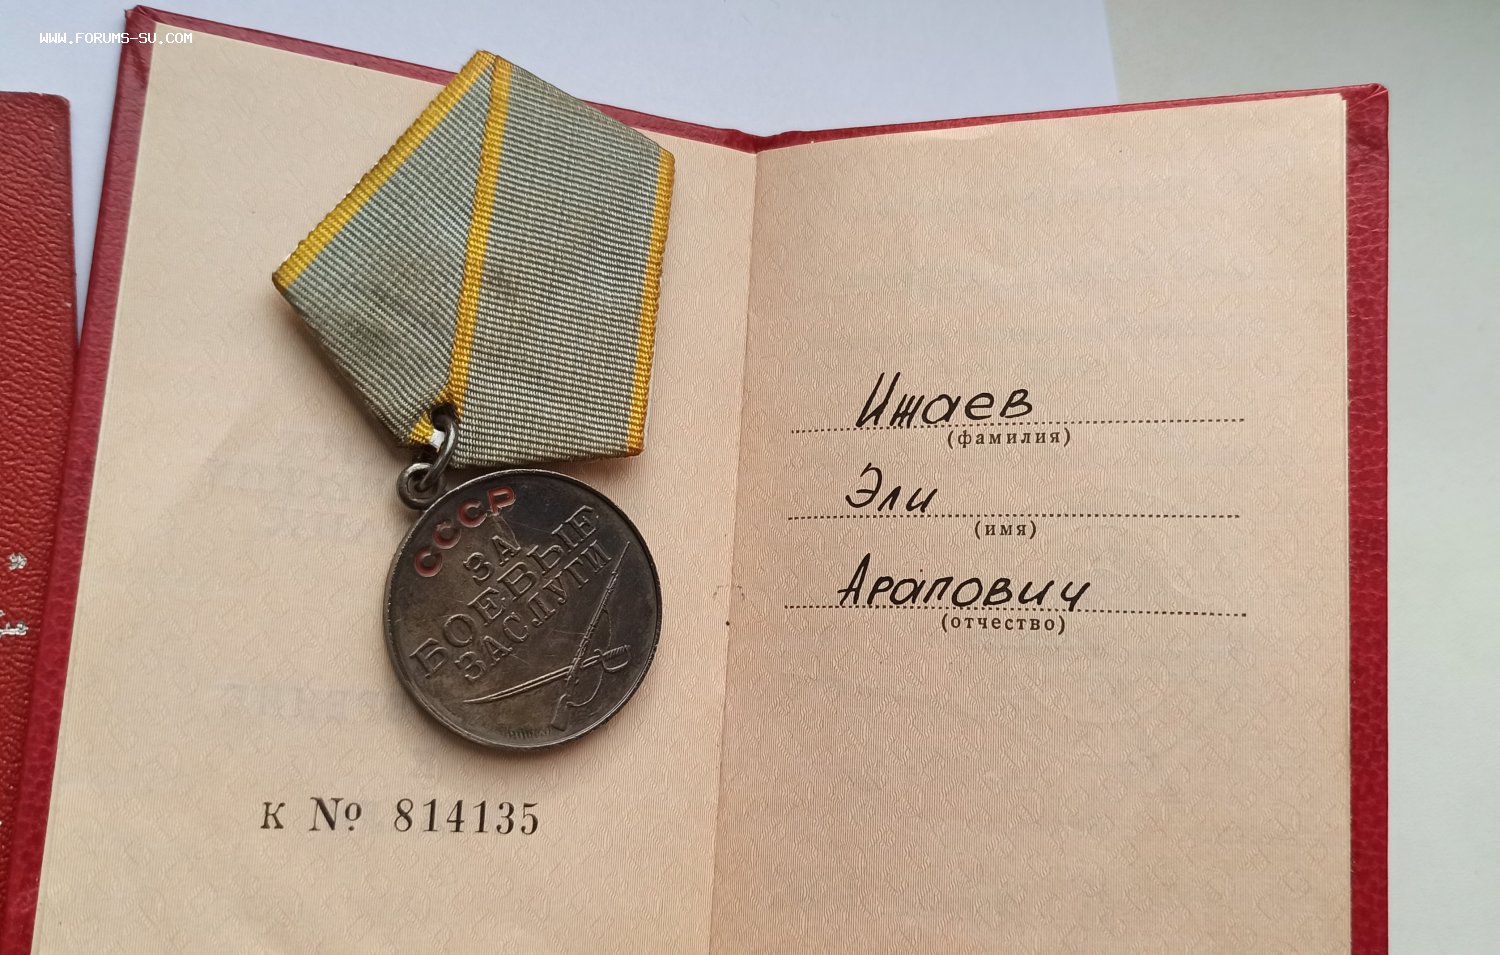 WWW.FORUMS-SU.COM
СССР
ЗА
БОЕВЫЕ
ЗАСЛУГИ
К № 814135
Ижаев
(фамилия)
Эли
(имя)
Арапович
(отчество)